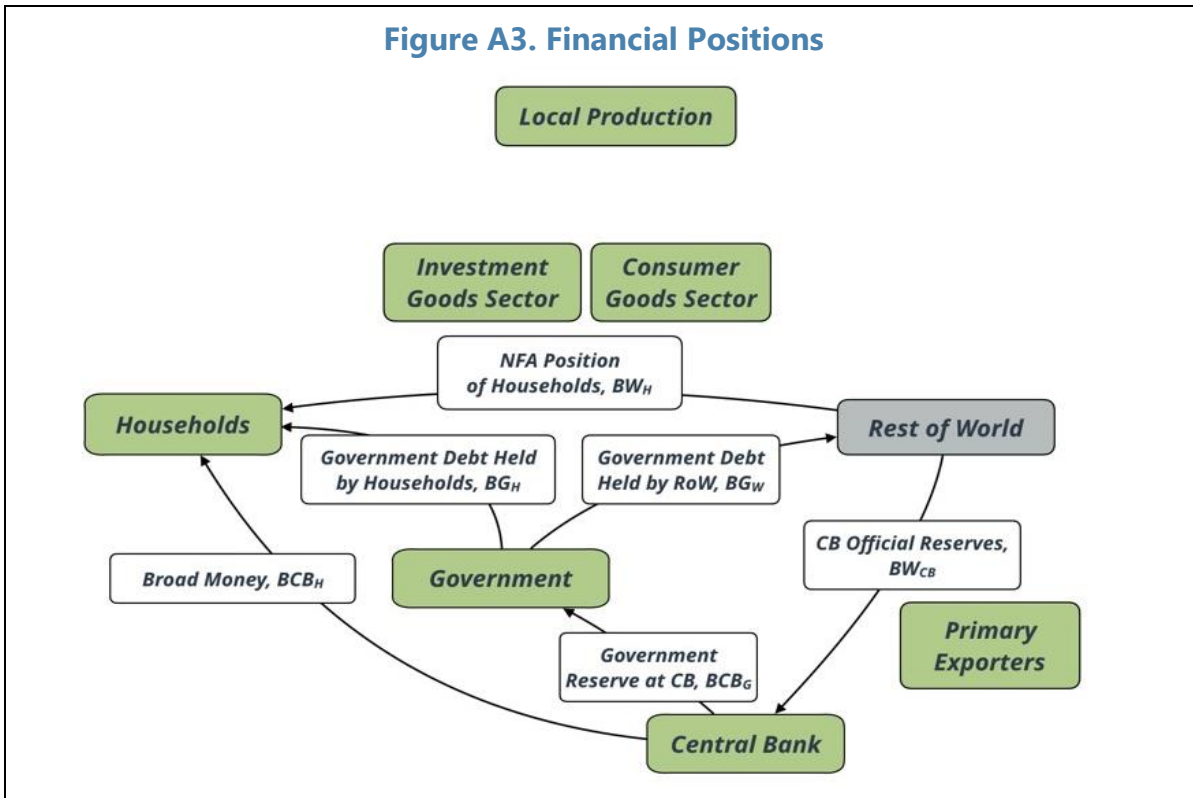 Figure A3. Financial Positions
Local Production
Investment
Goods Sector
Consumer
Goods Sector
NFA Position
of Households, BWH
Households
Rest of World
Government Debt Held
by Households, BGH
Government Debt
Held by RoW, BGW
CB Official Reserves,
BWCB
Broad Money, BCBH
Government
Primary
Exporters
Government
Reserve at CB, BCBG
Central Bank